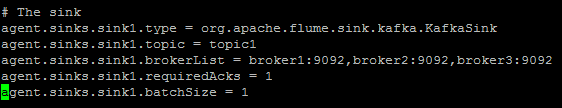 # The sink
agent.sinks.sink1.type = org.apache.flume.sink.kafka.KafkaSink
agent.sinks.sink1.topic = topic1
agent.sinks.sink1.brokerList = broker1:9092,broker2:9092,broker3:9092
agent.sinks.sink1.requiredAcks = 1
agent.sinks.sink1.batchSize = 1